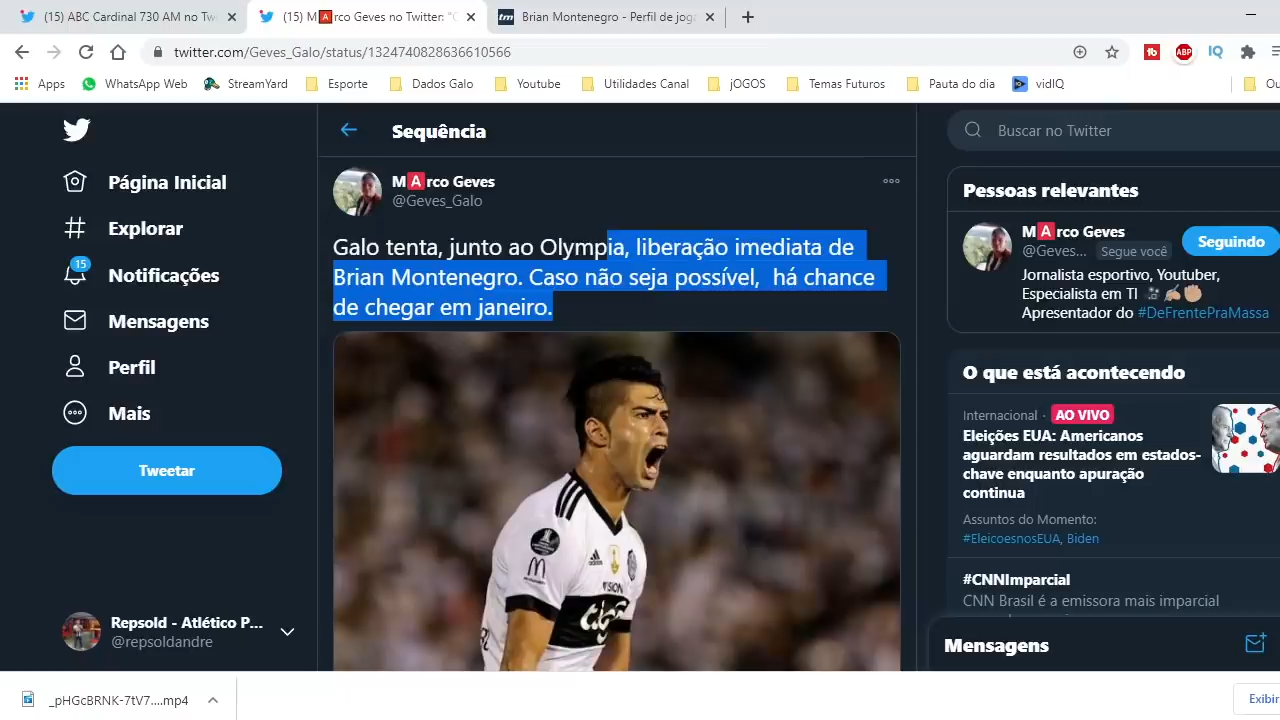 (15) ABC Cardinal 730 AM no Tw
(15) M🅰rco Geves no Twitter: "G
Brian Montenegro - Perfil de joga
twitter.com/Geves_Galo/status/1324740828636610566
Apps
WhatsApp Web
StreamYard
Esporte
Dados Galo
Youtube
Utilidades Canal
jOGOS
Temas Futuros
Pauta do dia
vidIQ
Ou
Página Inicial
Explorar
15
Notificações
Mensagens
Perfil
Mais
Tweetar
Repsold - Atlético P...
@repsoldandre
Sequência
M🅰rco Geves
@Geves_Galo
Galo tenta, junto ao Olympia, liberação imediata de
Brian Montenegro. Caso não seja possível, há chance
de chegar em janeiro.
Buscar no Twitter
Pessoas relevantes
M🅰rco Geves
@Geves... Segue você
Seguindo
Jornalista esportivo, Youtuber,
Especialista em TI
Apresentador do #DeFrentePraMassa
O que está acontecendo
Internacional · AO VIVO
Eleições EUA: Americanos
aguardam resultados em estados-
chave enquanto apuração
continua
Assuntos do Momento:
#EleicoesnosEUA, Biden
#CNNImparcial
CNN Brasil é a emissora mais imparcial
Mensagens
_pHGcBRNK-7tV7....mp4
Exibir